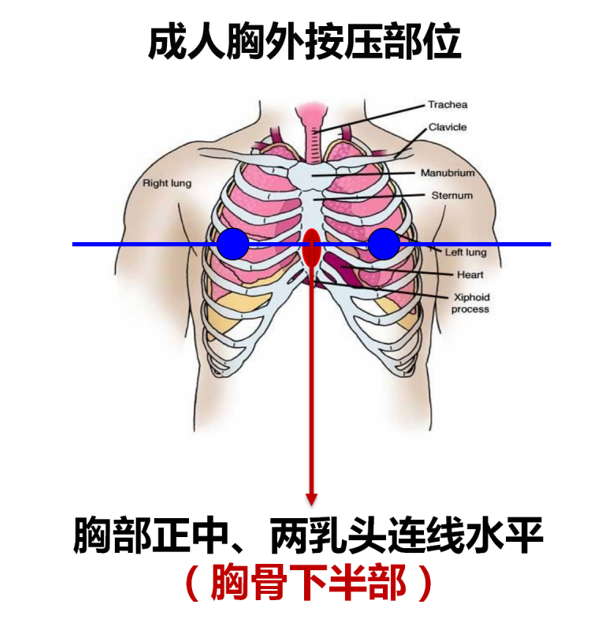 成人胸外按压部位
Trachea
Clavicle
Manubrium
Right lung
Sternum
Left lung
Heart
Xiphoid
process
胸部正中、两乳头连线水平
（胸骨下半部）